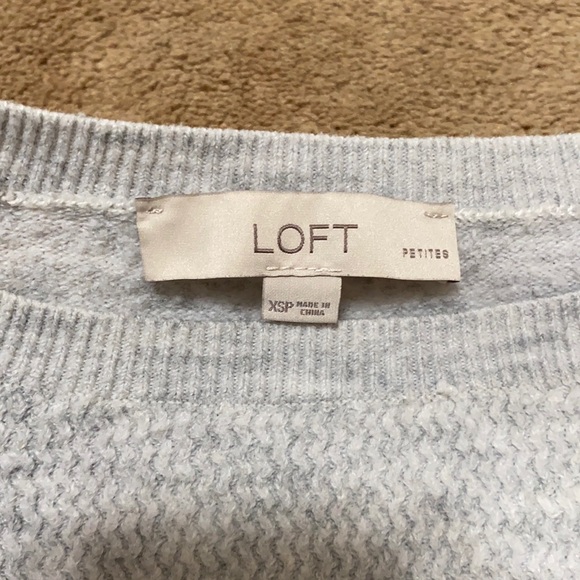 LOFT
PETITES
XSP MADE IN
CHINA